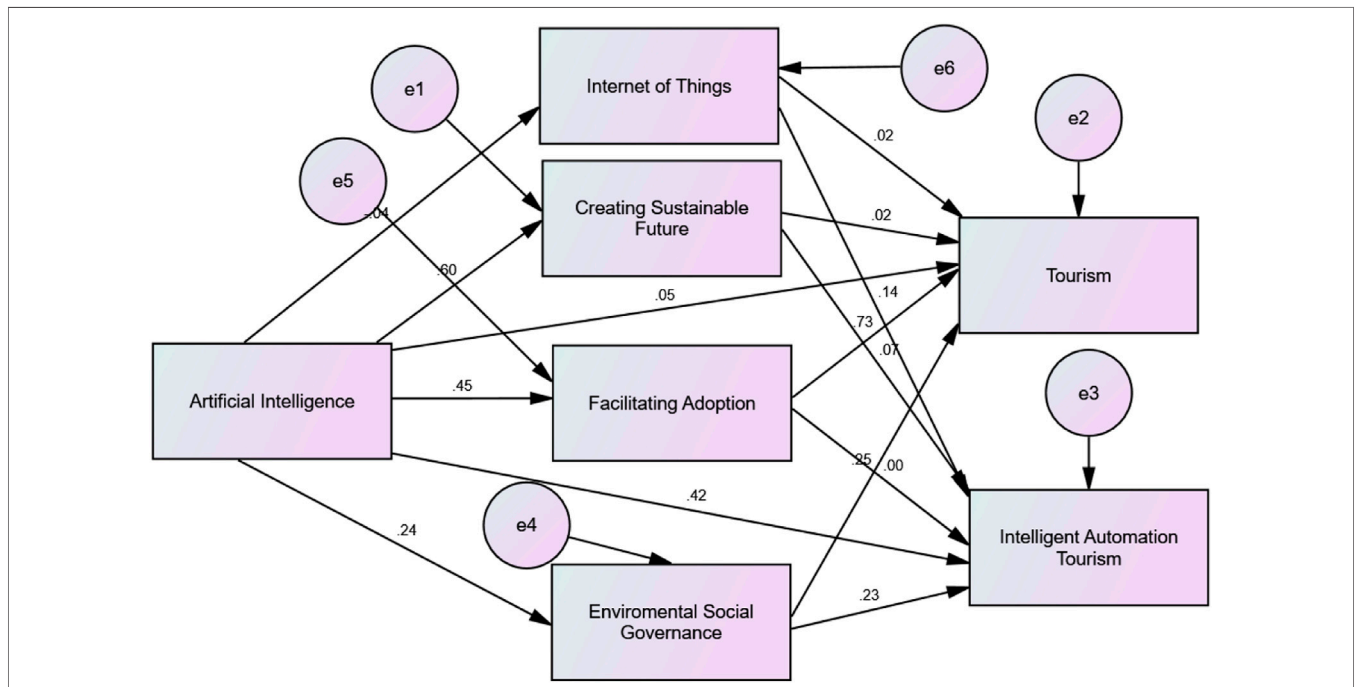 Internet of Things
e6
e1
e2
.02
e5
-.04
Creating Sustainable
Future
.02
.60
Tourism
.05
.14
.73
.07
e3
.45
Artificial Intelligence
Facilitating Adoption
.25
.00
.42
e4
.24
Intelligent Automation
Tourism
.23
Enviromental Social
Governance